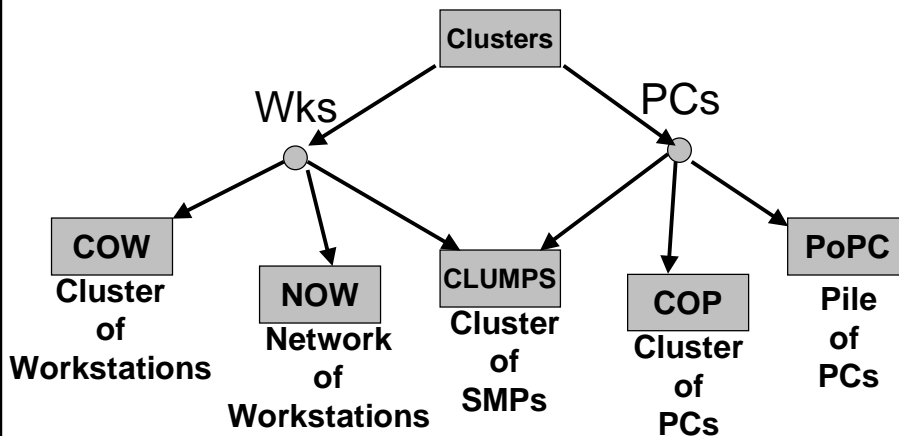 Clusters
Wks
PCs
COW
Cluster
of
Workstations
NOW
Network
of
Workstations
CLUMPS
Cluster
of
SMPs
COP
Cluster
of
PCs
PoPC
Pile
of
PCs